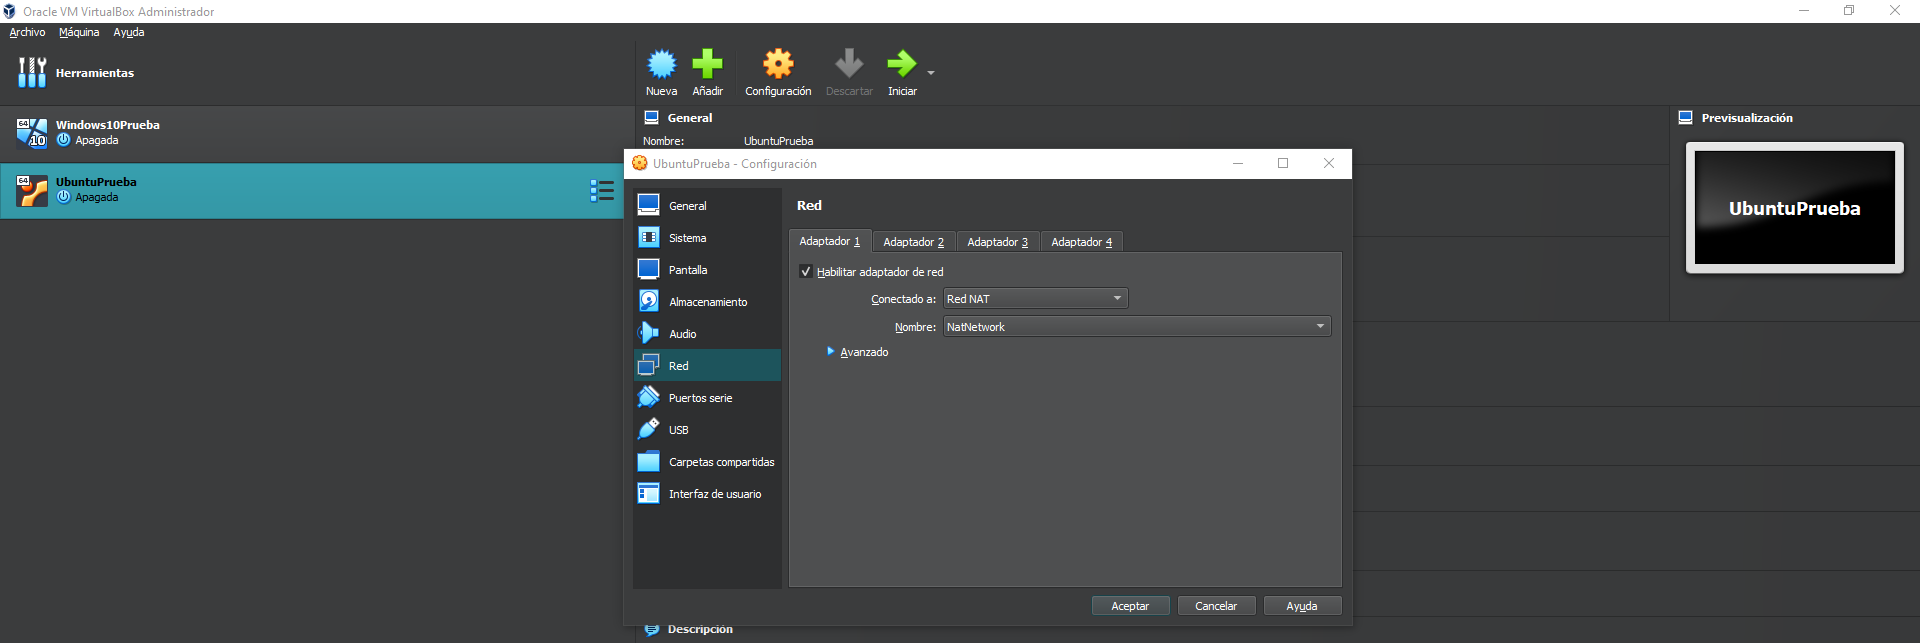 Oracle VM VirtualBox Administrador
Archivo Máquina Ayuda
Herramientas
Nueva Añadir Configuración Descartar Iniciar
64
10
Windows10Prueba
Apagada
64
UbuntuPrueba
Apagada
General
Nombre: UbuntuPrueba
Previsualización
UbuntuPrueba
UbuntuPrueba - Configuración
General
Sistema
Pantalla
Almacenamiento
Audio
Red
Puertos serie
USB
Carpetas compartidas
Interfaz de usuario
Red
Adaptador 1 Adaptador 2 Adaptador 3 Adaptador 4
Habilitar adaptador de red
Conectado a: Red NAT
Nombre: NatNetwork
Avanzado
Aceptar Cancelar Ayuda
Descripción